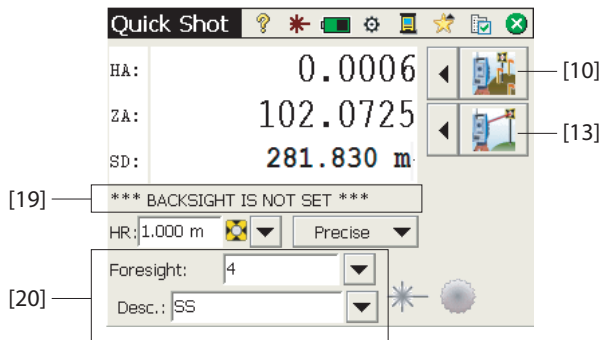 Quick Shot
HA: 0.0006
[10]
ZA: 102.0725
[13]
SD: 281.830 m
[19]
*** BACKSIGHT IS NOT SET ***
HR: 1.000 m Precise
Foresight: 4
[20]
Desc.: SS